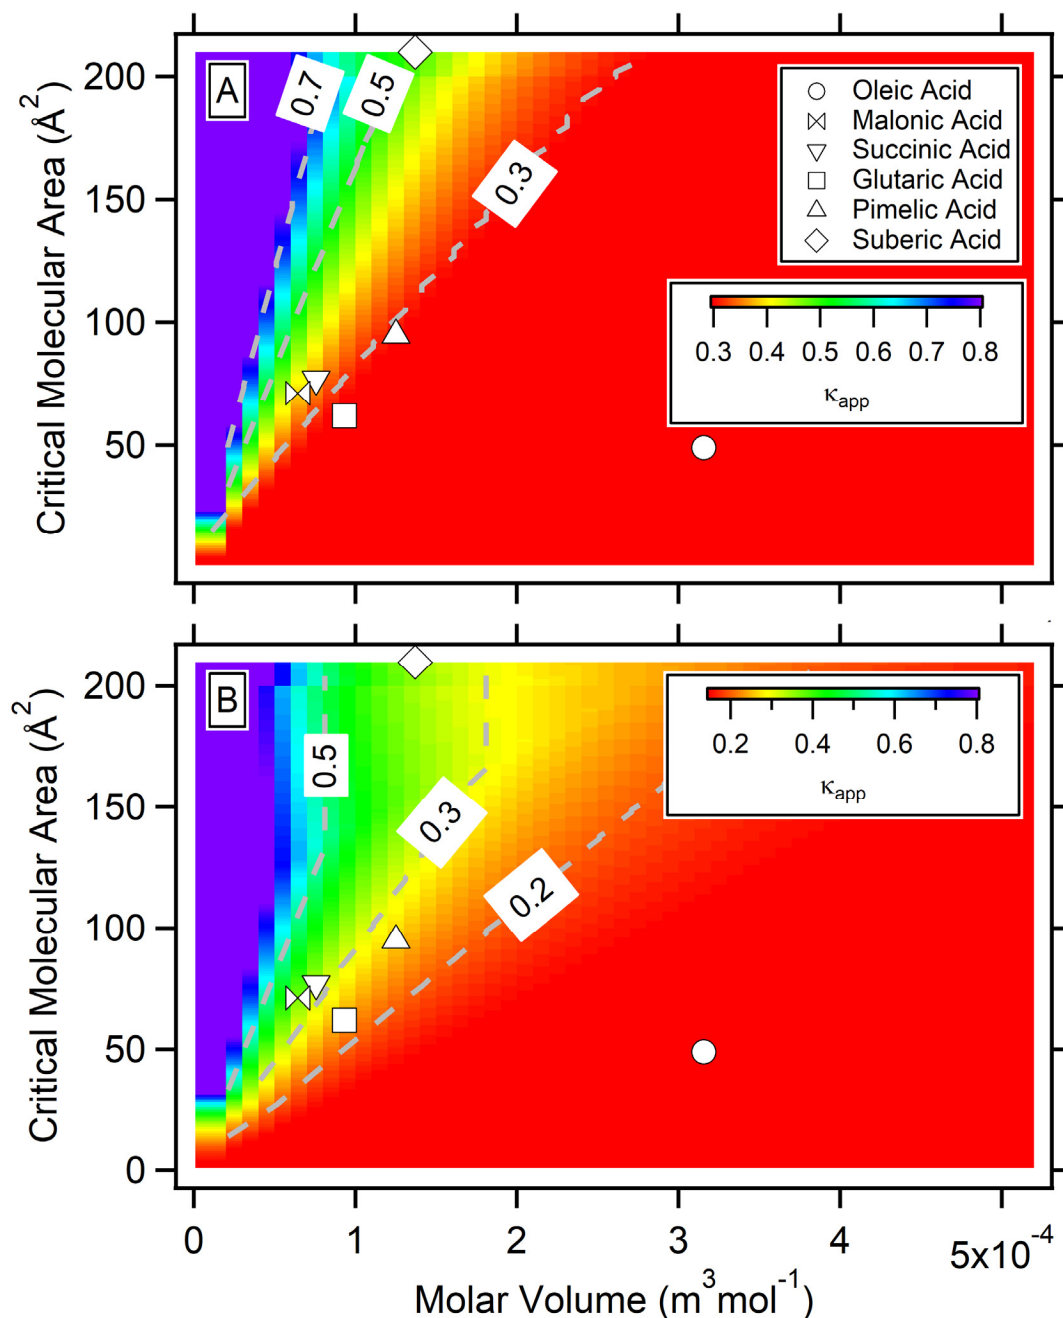 A
0.7
0.5
0.3
Oleic Acid
Malonic Acid
Succinic Acid
Glutaric Acid
Pimelic Acid
Suberic Acid
0.3 0.4 0.5 0.6 0.7 0.8
κapp
200
150
100
50
Critical Molecular Area (Å²)
B
0.5
0.3
0.2
0.2 0.4 0.6 0.8
κapp
200
150
100
50
0
Critical Molecular Area (Å²)
0 1 2 3 4 5x10⁻⁴
Molar Volume (m³mol⁻¹)